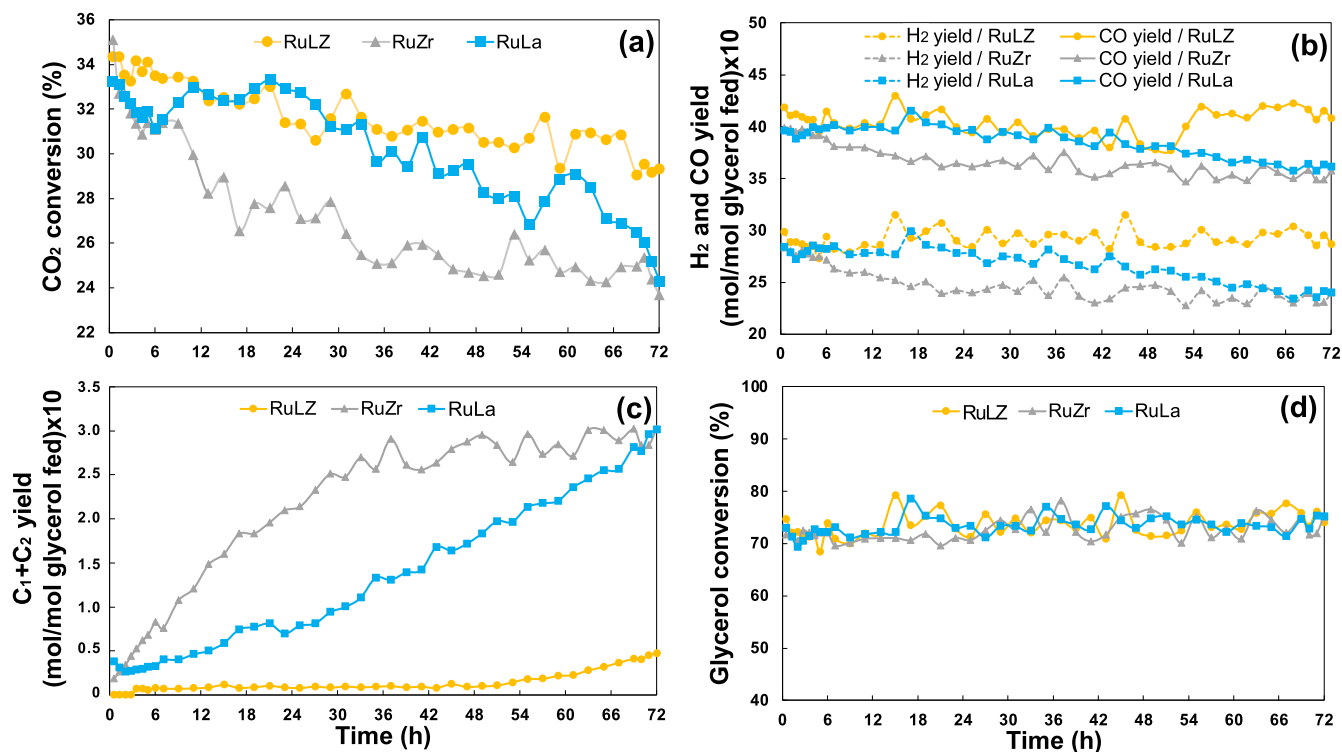 (a)
RuLZ RuZr RuLa
CO₂ conversion (%)
36
34
32
30
28
26
24
22
0 6 12 18 24 30 36 42 48 54 60 66 72
(b)
H₂ yield / RuLZ CO yield / RuLZ
H₂ yield / RuZr CO yield / RuZr
H₂ yield / RuLa CO yield / RuLa
H₂ and CO yield
(mol/mol glycerol fed)x10
50
45
40
35
30
25
20
0 6 12 18 24 30 36 42 48 54 60 66 72
(c)
RuLZ RuZr RuLa
C₁+C₂ yield
(mol/mol glycerol fed)x10
3.5
3.0
2.5
2.0
1.5
1.0
0.5
0
0 6 12 18 24 30 36 42 48 54 60 66 72
Time (h)
(d)
RuLZ RuZr RuLa
Glycerol conversion (%)
100
90
80
70
60
50
40
0 6 12 18 24 30 36 42 48 54 60 66 72
Time (h)